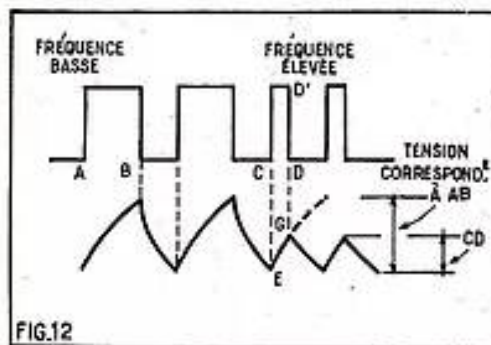 FRÉQUENCE
BASSE
FRÉQUENCE
ÉLEVÉE
D'
A
B
C
D
TENSION
CORRESPOND.E
À AB
G
CD
E
FIG.12